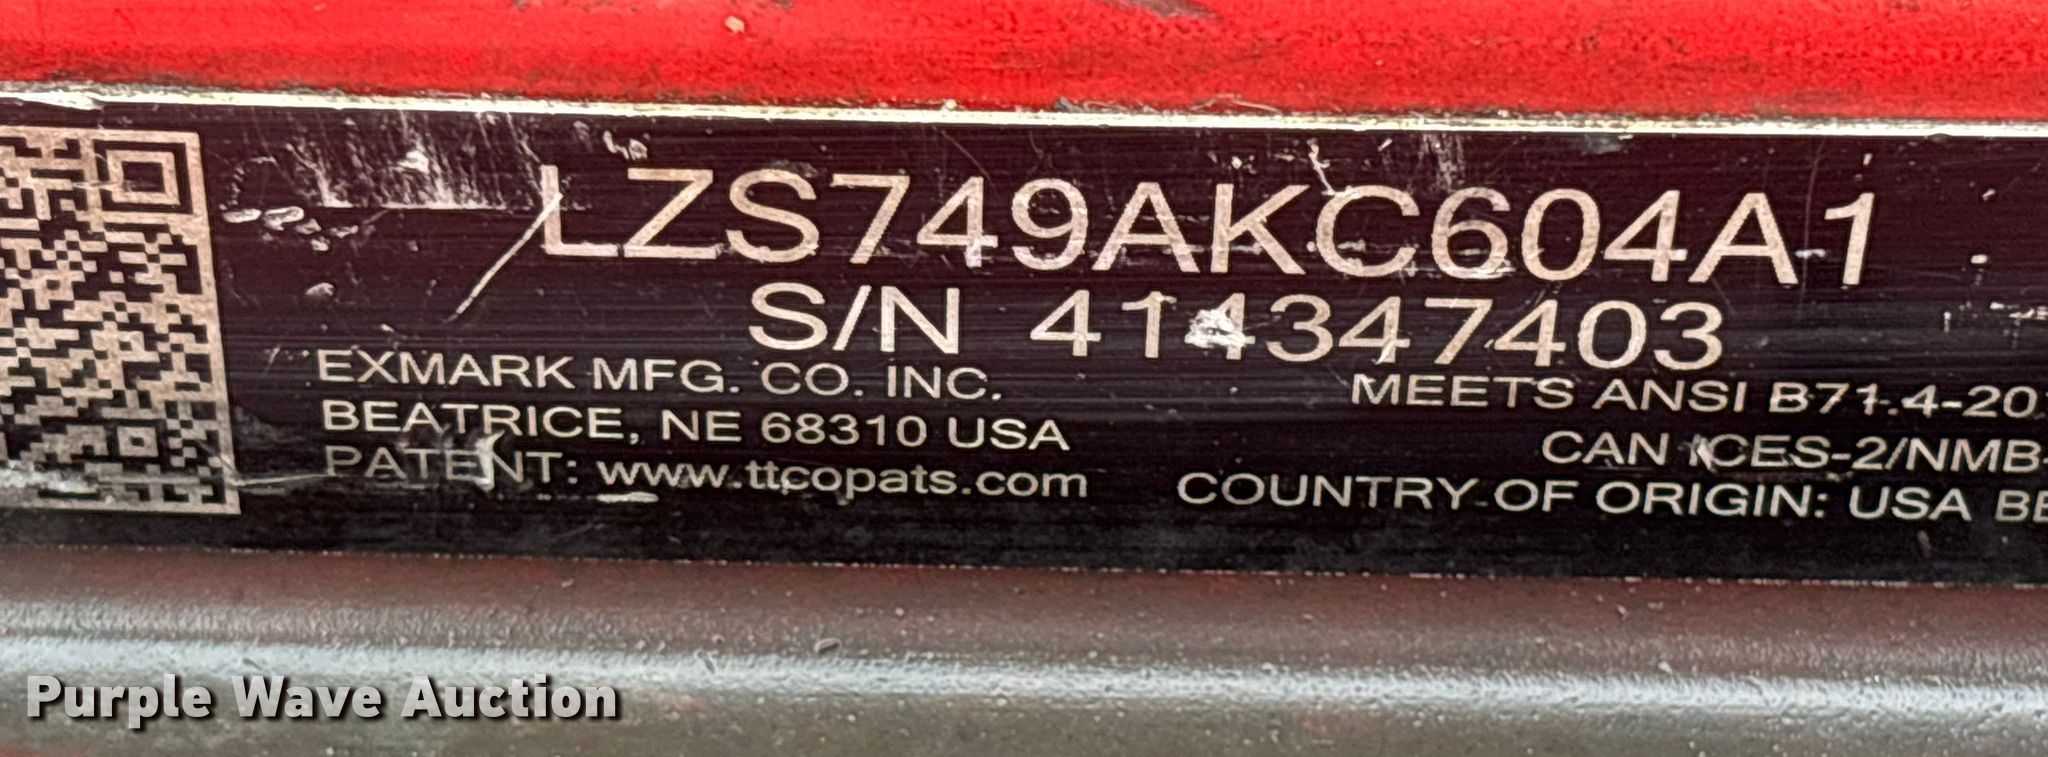 LZS749AKC604A1
S/N 414347403
EXMARK MFG. CO. INC.
BEATRICE, NE 68310 USA
PATENT: www.ttcopats.com
MEETS ANSI B71.4-20
CAN ICES-2/NMB-
COUNTRY OF ORIGIN: USA BE
Purple Wave Auction